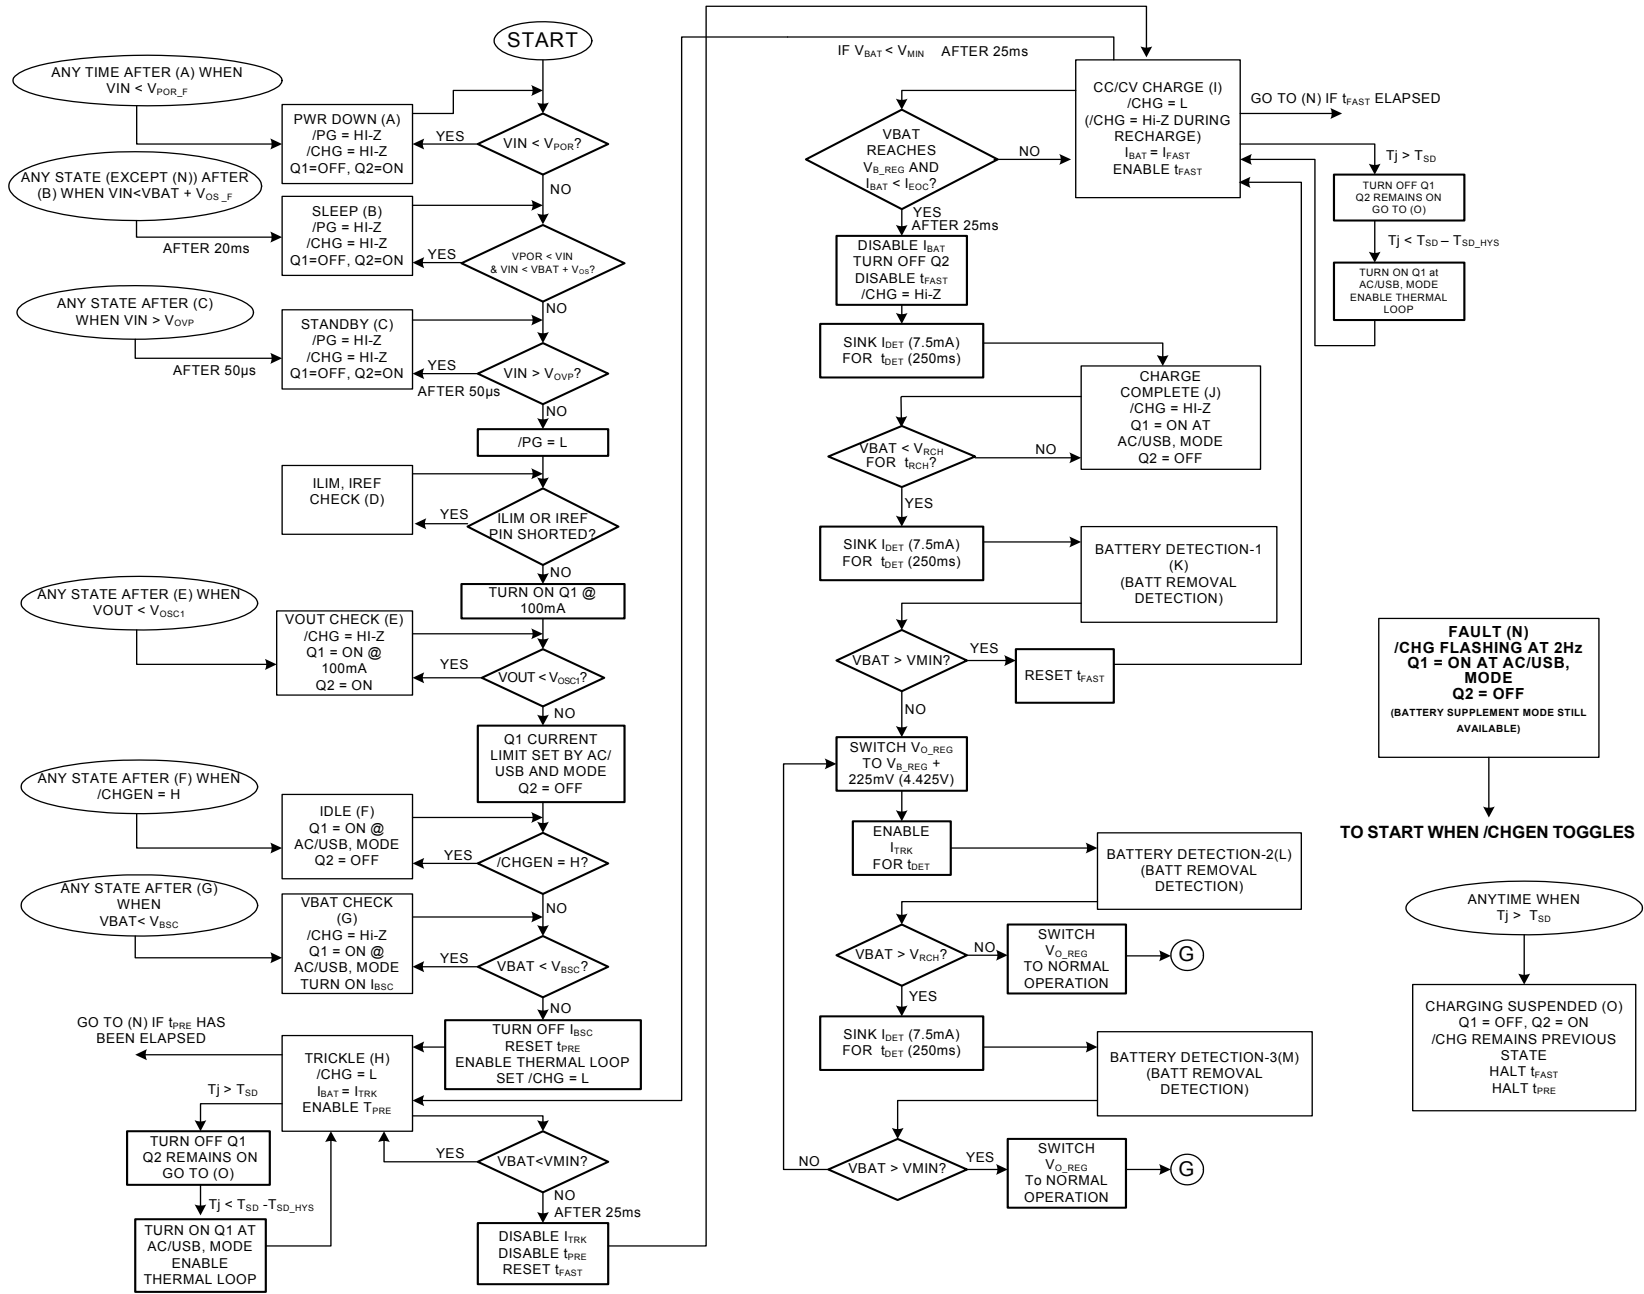 START
ANY TIME AFTER (A) WHEN
VIN < VPOR_F
PWR DOWN (A)
/PG = HI-Z
/CHG = HI-Z
Q1=OFF, Q2=ON
YES
VIN < VPOR?
NO
ANY STATE (EXCEPT (N)) AFTER
(B) WHEN VIN<VBAT + VOS_F
AFTER 20ms
SLEEP (B)
/PG = HI-Z
/CHG = HI-Z
Q1=OFF, Q2=ON
YES
VPOR < VIN
& VIN < VBAT + VOS?
NO
ANY STATE AFTER (C)
WHEN VIN > VOVP
AFTER 50µs
STANDBY (C)
/PG = HI-Z
/CHG = HI-Z
Q1=OFF, Q2=ON
YES
AFTER 50µs
VIN > VOVP?
NO
/PG = L
ILIM, IREF
CHECK (D)
YES
ILIM OR IREF
PIN SHORTED?
NO
TURN ON Q1 @
100mA
ANY STATE AFTER (E) WHEN
VOUT < VOSC1
VOUT CHECK (E)
/CHG = HI-Z
Q1 = ON @
100mA
Q2 = ON
YES
VOUT < VOSC1?
NO
Q1 CURRENT
LIMIT SET BY AC/
USB AND MODE
Q2 = OFF
ANY STATE AFTER (F) WHEN
/CHGEN = H
IDLE (F)
Q1 = ON @
AC/USB, MODE
Q2 = OFF
YES
/CHGEN = H?
NO
ANY STATE AFTER (G)
WHEN
VBAT< VBSC
VBAT CHECK
(G)
/CHG = Hi-Z
Q1 = ON @
AC/USB, MODE
TURN ON IBSC
YES
VBAT < VBSC?
NO
TURN OFF IBSC
RESET tPRE
ENABLE THERMAL LOOP
SET /CHG = L
GO TO (N) IF tPRE HAS
BEEN ELAPSED
TRICKLE (H)
/CHG = L
IBAT = ITRK
ENABLE TPRE
Tj > TSD
TURN OFF Q1
Q2 REMAINS ON
GO TO (O)
Tj < TSD -TSD_HYS
TURN ON Q1 AT
AC/USB, MODE
ENABLE
THERMAL LOOP
YES
VBAT<VMIN?
NO
AFTER 25ms
DISABLE ITRK
DISABLE tPRE
RESET tFAST
IF VBAT < VMIN AFTER 25ms
CC/CV CHARGE (I)
/CHG = L
(/CHG = Hi-Z DURING
RECHARGE)
IBAT = IFAST
ENABLE tFAST
GO TO (N) IF tFAST ELAPSED
Tj > TSD
TURN OFF Q1
Q2 REMAINS ON
GO TO (O)
Tj < TSD – TSD_HYS
TURN ON Q1 at
AC/USB, MODE
ENABLE THERMAL
LOOP
VBAT
REACHES
VB_REG AND
IBAT < IEOC?
NO
YES
AFTER 25ms
DISABLE IBAT
TURN OFF Q2
DISABLE tFAST
/CHG = Hi-Z
SINK IDET (7.5mA)
FOR tDET (250ms)
CHARGE
COMPLETE (J)
/CHG = HI-Z
Q1 = ON AT
AC/USB, MODE
Q2 = OFF
VBAT < VRCH
FOR tRCH?
NO
YES
SINK IDET (7.5mA)
FOR tDET (250ms)
BATTERY DETECTION-1
(K)
(BATT REMOVAL
DETECTION)
VBAT > VMIN?
YES
RESET tFAST
NO
SWITCH VO_REG
TO VB_REG +
225mV (4.425V)
ENABLE
ITRK
FOR tDET
BATTERY DETECTION-2(L)
(BATT REMOVAL
DETECTION)
VBAT > VRCH?
NO
SWITCH
VO_REG
TO NORMAL
OPERATION
G
YES
SINK IDET (7.5mA)
FOR tDET (250ms)
BATTERY DETECTION-3(M)
(BATT REMOVAL
DETECTION)
NO
VBAT > VMIN?
YES
SWITCH
VO_REG
To NORMAL
OPERATION
G
FAULT (N)
/CHG FLASHING AT 2Hz
Q1 = ON AT AC/USB,
MODE
Q2 = OFF
(BATTERY SUPPLEMENT MODE STILL
AVAILABLE)
TO START WHEN /CHGEN TOGGLES
ANYTIME WHEN
Tj > TSD
CHARGING SUSPENDED (O)
Q1 = OFF, Q2 = ON
/CHG REMAINS PREVIOUS
STATE
HALT tFAST
HALT tPRE